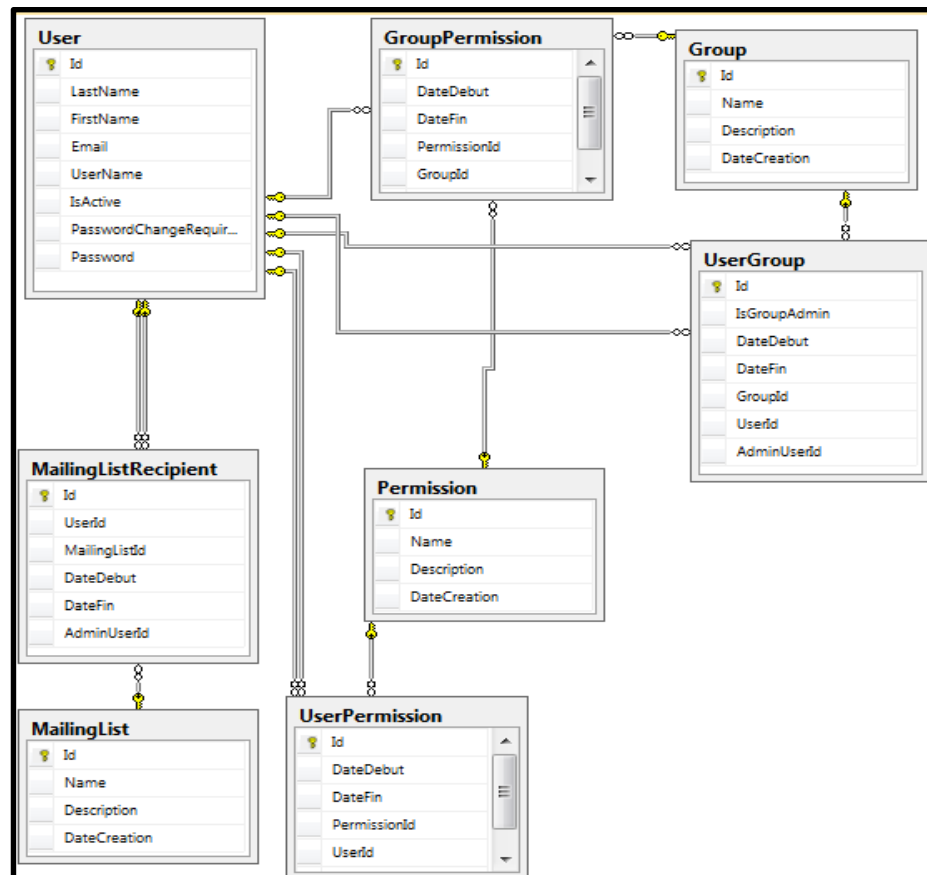 User
Id
LastName
FirstName
Email
UserName
IsActive
PasswordChangeRequir...
Password
GroupPermission
Id
DateDebut
DateFin
PermissionId
GroupId
Group
Id
Name
Description
DateCreation
UserGroup
Id
IsGroupAdmin
DateDebut
DateFin
GroupId
UserId
AdminUserId
MailingListRecipient
Id
UserId
MailingListId
DateDebut
DateFin
AdminUserId
Permission
Id
Name
Description
DateCreation
MailingList
Id
Name
Description
DateCreation
UserPermission
Id
DateDebut
DateFin
PermissionId
UserId